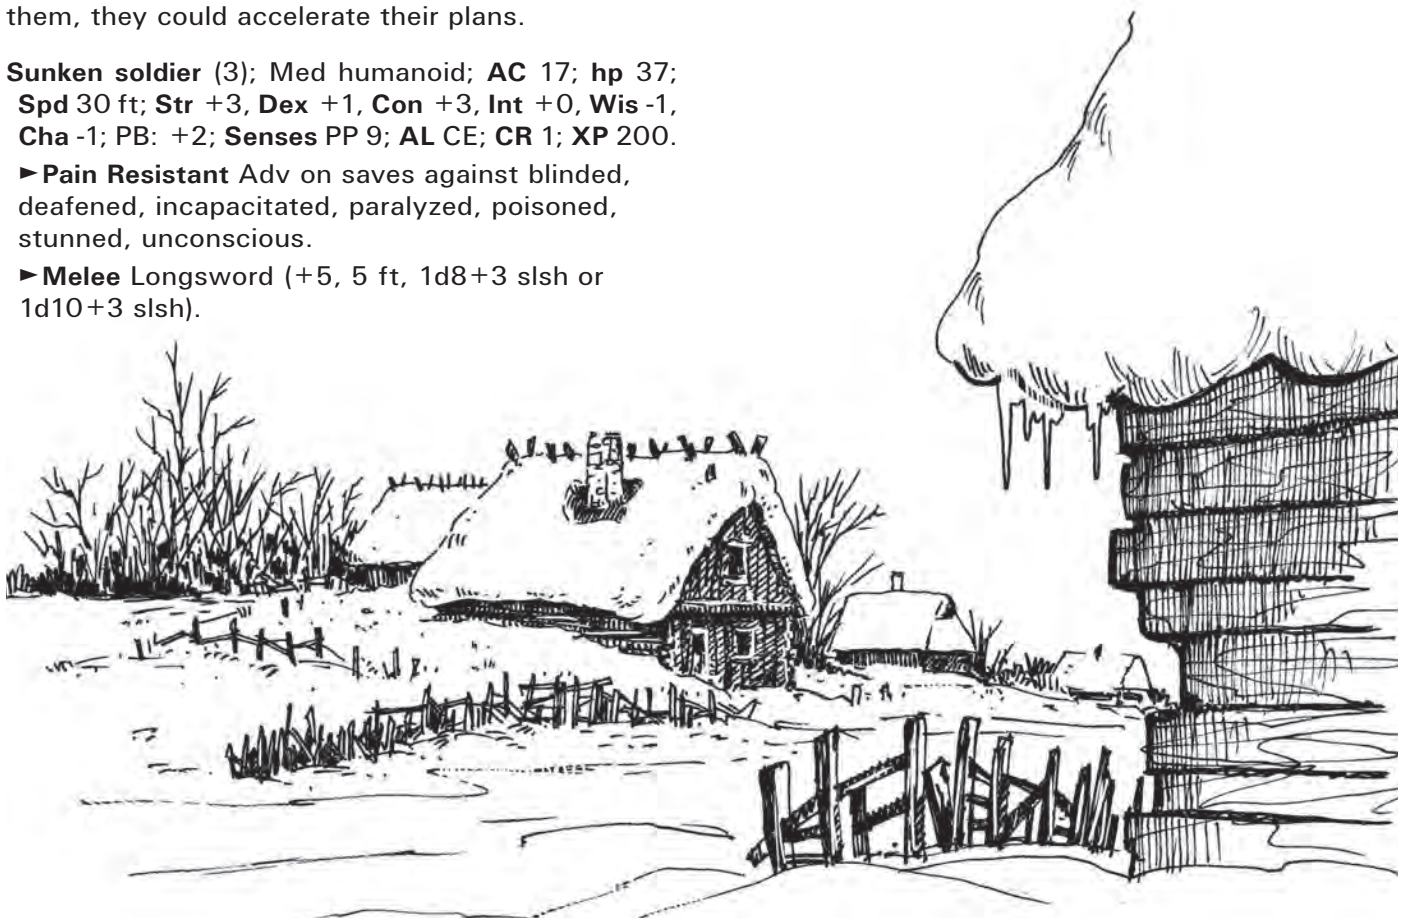 them, they could accelerate their plans.
Sunken soldier (3); Med humanoid; AC 17; hp 37;
Spd 30 ft; Str +3, Dex +1, Con +3, Int +0, Wis -1,
Cha -1; PB: +2; Senses PP 9; AL CE; CR 1; XP 200.
►Pain Resistant Adv on saves against blinded,
deafened, incapacitated, paralyzed, poisoned,
stunned, unconscious.
►Melee Longsword (+5, 5 ft, 1d8+3 slsh or
1d10+3 slsh).